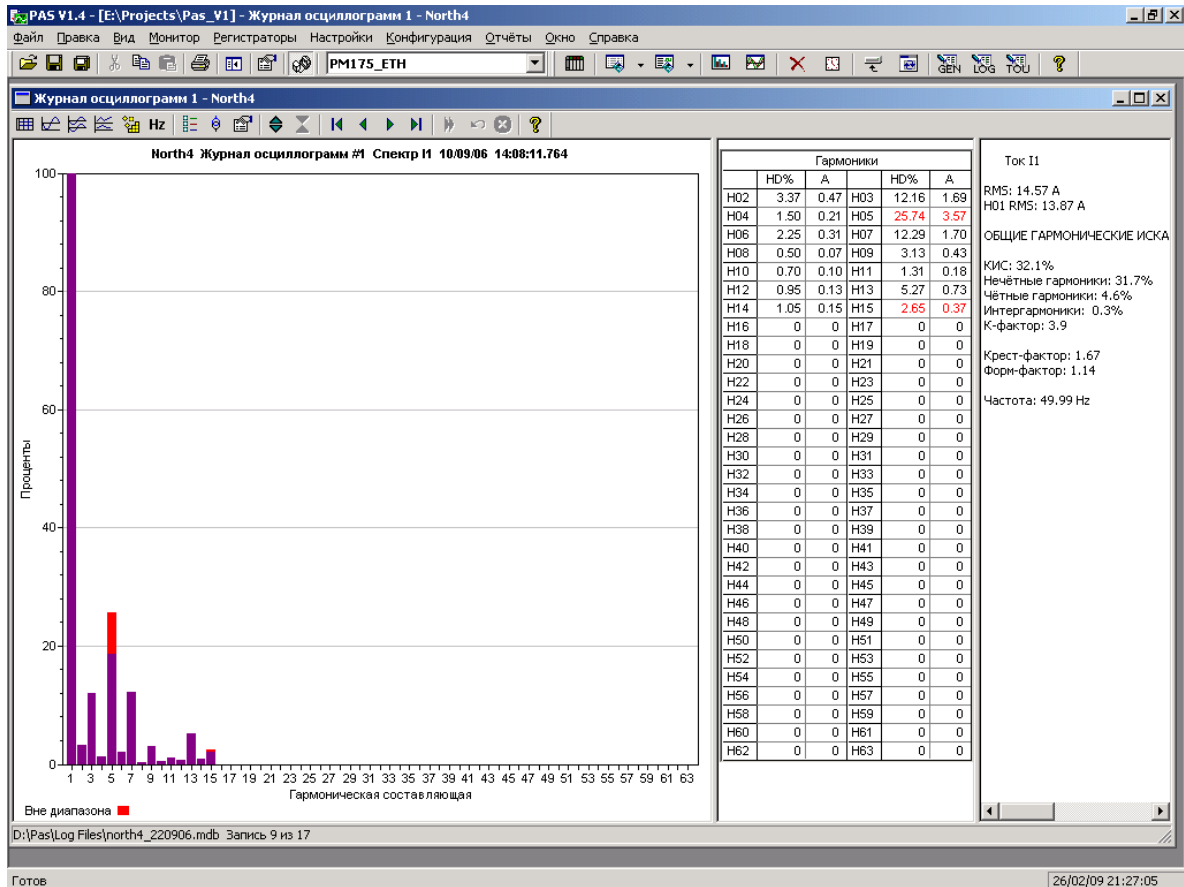 PAS V1.4 - [E:\Projects\Pas_V1] - Журнал осциллограмм 1 - North4
Файл Правка Вид Монитор Регистраторы Настройки Конфигурация Отчёты Окно Справка
PM175_ETH
GEN LOG TOU
Журнал осциллограмм 1 - North4
Hz
North4 Журнал осциллограмм #1 Спектр I1 10/09/06 14:08:11.764
100
80
60
40
20
0
Проценты
1 3 5 7 9 11 13 15 17 19 21 23 25 27 29 31 33 35 37 39 41 43 45 47 49 51 53 55 57 59 61 63
Гармоническая составляющая
Вне диапазона
Гармоники
HD% A HD% A
H02 3.37 0.47 H03 12.16 1.69
H04 1.50 0.21 H05 25.74 3.57
H06 2.25 0.31 H07 12.29 1.70
H08 0.50 0.07 H09 3.13 0.43
H10 0.70 0.10 H11 1.31 0.18
H12 0.95 0.13 H13 5.27 0.73
H14 1.05 0.15 H15 2.65 0.37
H16 0 0 H17 0 0
H18 0 0 H19 0 0
H20 0 0 H21 0 0
H22 0 0 H23 0 0
H24 0 0 H25 0 0
H26 0 0 H27 0 0
H28 0 0 H29 0 0
H30 0 0 H31 0 0
H32 0 0 H33 0 0
H34 0 0 H35 0 0
H36 0 0 H37 0 0
H38 0 0 H39 0 0
H40 0 0 H41 0 0
H42 0 0 H43 0 0
H44 0 0 H45 0 0
H46 0 0 H47 0 0
H48 0 0 H49 0 0
H50 0 0 H51 0 0
H52 0 0 H53 0 0
H54 0 0 H55 0 0
H56 0 0 H57 0 0
H58 0 0 H59 0 0
H60 0 0 H61 0 0
H62 0 0 H63 0 0
Ток I1
RMS: 14.57 A
H01 RMS: 13.87 A
ОБЩИЕ ГАРМОНИЧЕСКИЕ ИСКА
КИС: 32.1%
Нечётные гармоники: 31.7%
Чётные гармоники: 4.6%
Интергармоники: 0.3%
К-фактор: 3.9
Крест-фактор: 1.67
Форм-фактор: 1.14
Частота: 49.99 Hz
D:\Pas\Log Files\north4_220906.mdb Запись 9 из 17
Готов
26/02/09 21:27:05